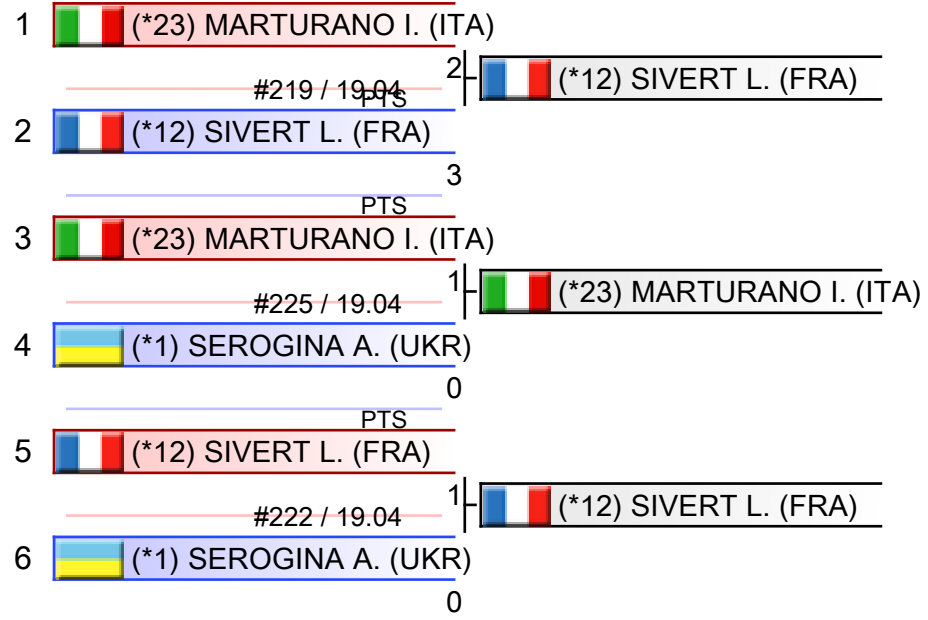 1 (*23) MARTURANO I. (ITA)
2 (*12) SIVERT L. (FRA)
#219 / 19.04
PTS
2 (*12) SIVERT L. (FRA)
3
PTS
3 (*23) MARTURANO I. (ITA)
1 (*23) MARTURANO I. (ITA)
#225 / 19.04
4 (*1) SEROGINA A. (UKR)
0
PTS
5 (*12) SIVERT L. (FRA)
1 (*12) SIVERT L. (FRA)
#222 / 19.04
6 (*1) SEROGINA A. (UKR)
0